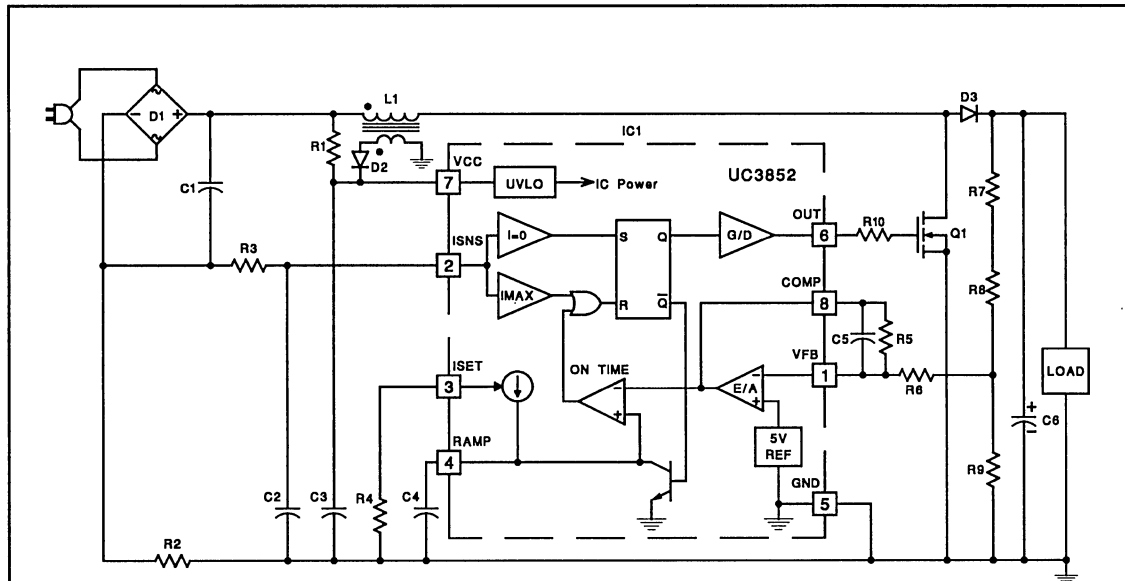 L1
D3
D1
- +
IC1
R1
D2
VCC
UC3852
7
UVLO
IC Power
R7
C1
ISNS
OUT
I=0
S Q
G/D
6
R10
Q1
R3
2
IMAX
R Q
COMP
8
R8
C5
R5
ISET
ON TIME
VFB
3
-
+
E/A
-
+
1
R6
LOAD
RAMP
4
5V
REF
+
-
C6
R9
GND
5
C2
C3
R4
C4
R2